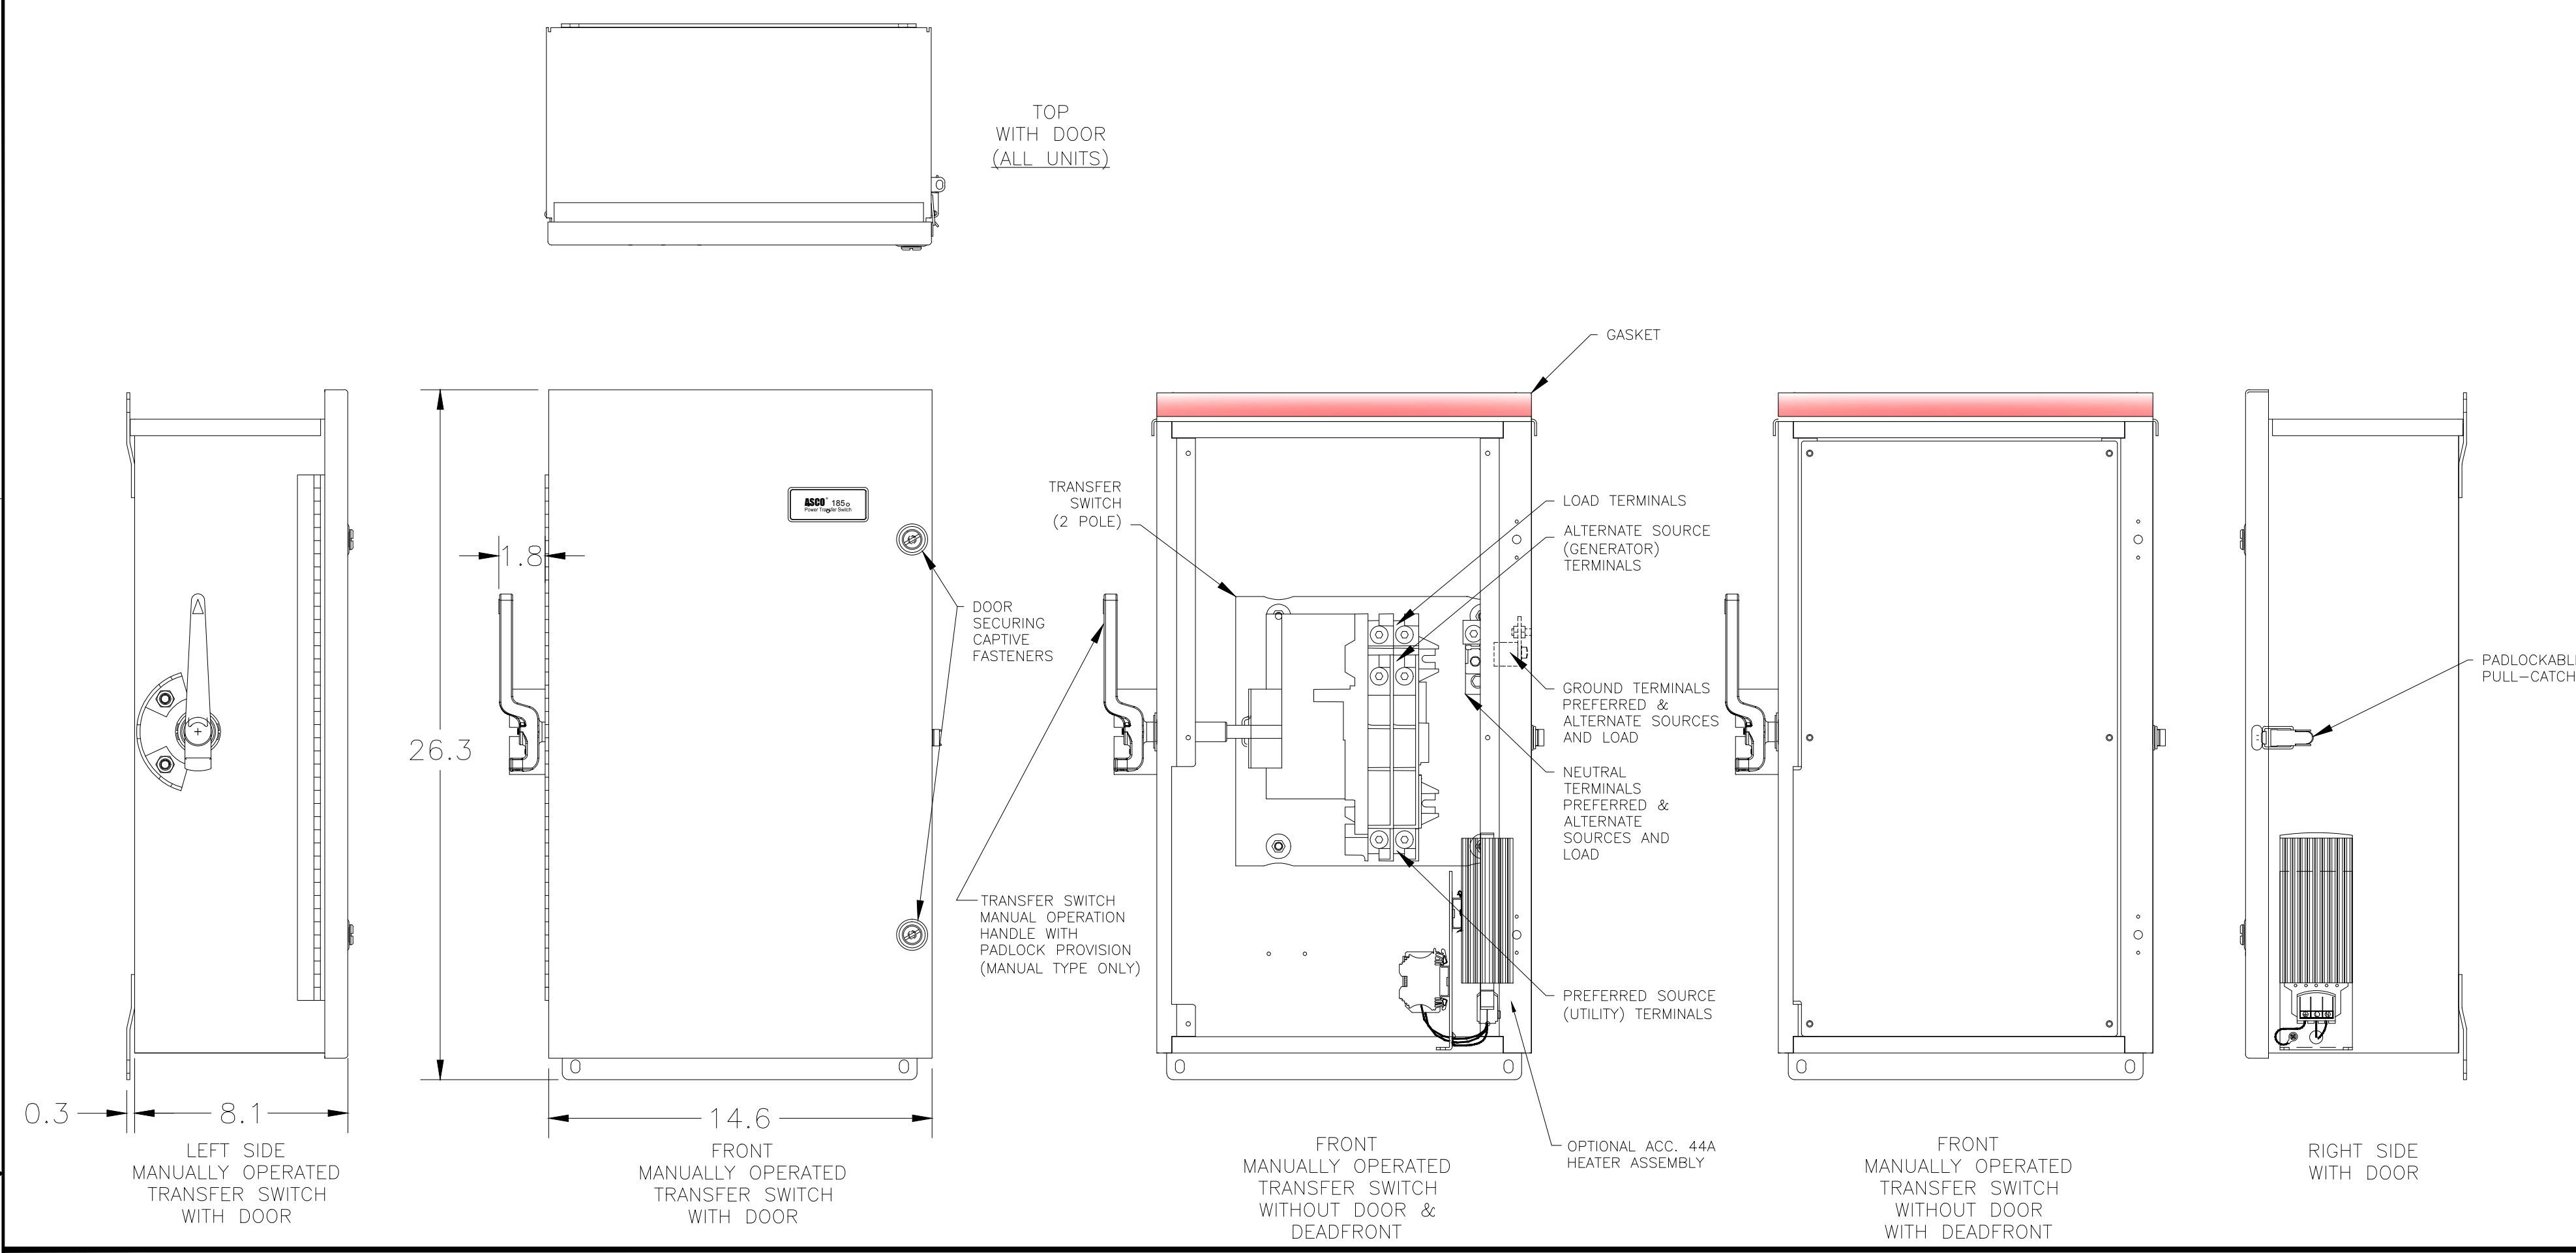 TOP
WITH DOOR
(ALL UNITS)
GASKET
ASCO® 185
Power Transfer Switch
1.8
26.3
0.3
8.1
14.6
DOOR
SECURING
CAPTIVE
FASTENERS
TRANSFER
SWITCH
(2 POLE)
TRANSFER SWITCH
MANUAL OPERATION
HANDLE WITH
PADLOCK PROVISION
(MANUAL TYPE ONLY)
LOAD TERMINALS
ALTERNATE SOURCE
(GENERATOR)
TERMINALS
GROUND TERMINALS
PREFERRED &
ALTERNATE SOURCES
AND LOAD
NEUTRAL
TERMINALS
PREFERRED &
ALTERNATE
SOURCES AND
LOAD
PREFERRED SOURCE
(UTILITY) TERMINALS
OPTIONAL ACC. 44A
HEATER ASSEMBLY
PULL-CATCH
LEFT SIDE
MANUALLY OPERATED
TRANSFER SWITCH
WITH DOOR
FRONT
MANUALLY OPERATED
TRANSFER SWITCH
WITH DOOR
FRONT
MANUALLY OPERATED
TRANSFER SWITCH
WITHOUT DOOR &
DEADFRONT
FRONT
MANUALLY OPERATED
TRANSFER SWITCH
WITHOUT DOOR
WITH DEADFRONT
RIGHT SIDE
WITH DOOR